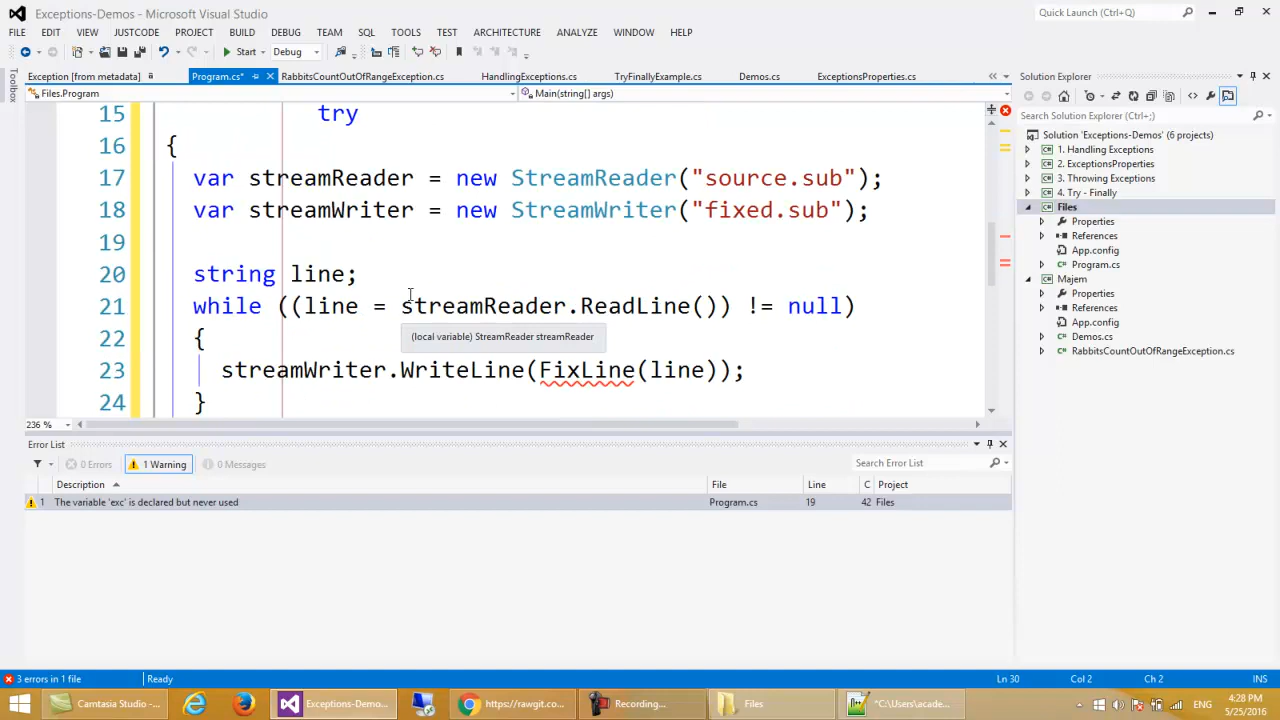 Exceptions-Demos - Microsoft Visual Studio
Quick Launch (Ctrl+Q)
FILE EDIT VIEW JUSTCODE PROJECT BUILD DEBUG TEAM SQL TOOLS TEST ARCHITECTURE ANALYZE WINDOW HELP
Start Debug
Exception [from metadata] Program.cs* RabbitsCountOutOfRangeException.cs HandlingExceptions.cs TryFinallyExample.cs Demos.cs ExceptionsProperties.cs
Files.Program Main(string[] args)
Toolbox
15 try
16 {
17 var streamReader = new StreamReader("source.sub");
18 var streamWriter = new StreamWriter("fixed.sub");
19
20 string line;
21 while ((line = streamReader.ReadLine()) != null)
22 {
(local variable) StreamReader streamReader
23 streamWriter.WriteLine(FixLine(line));
24 }
236 %
Solution Explorer
Search Solution Explorer (Ctrl+;)
Solution 'Exceptions-Demos' (6 projects)
1. Handling Exceptions
2. ExceptionsProperties
3. Throwing Exceptions
4. Try - Finally
Files
Properties
References
App.config
Program.cs
Majem
Properties
References
App.config
Demos.cs
RabbitsCountOutOfRangeException.cs
Error List
0 Errors 1 Warning 0 Messages
Search Error List
Description File Line C Project
1 The variable 'exc' is declared but never used Program.cs 19 42 Files
3 errors in 1 file Ready Ln 30 Col 2 Ch 2 INS
Camtasia Studio -... Exceptions-Demo... https://rawgit.co... Recording... Files *C:\Users\acade...
ENG 4:28 PM
5/25/2016